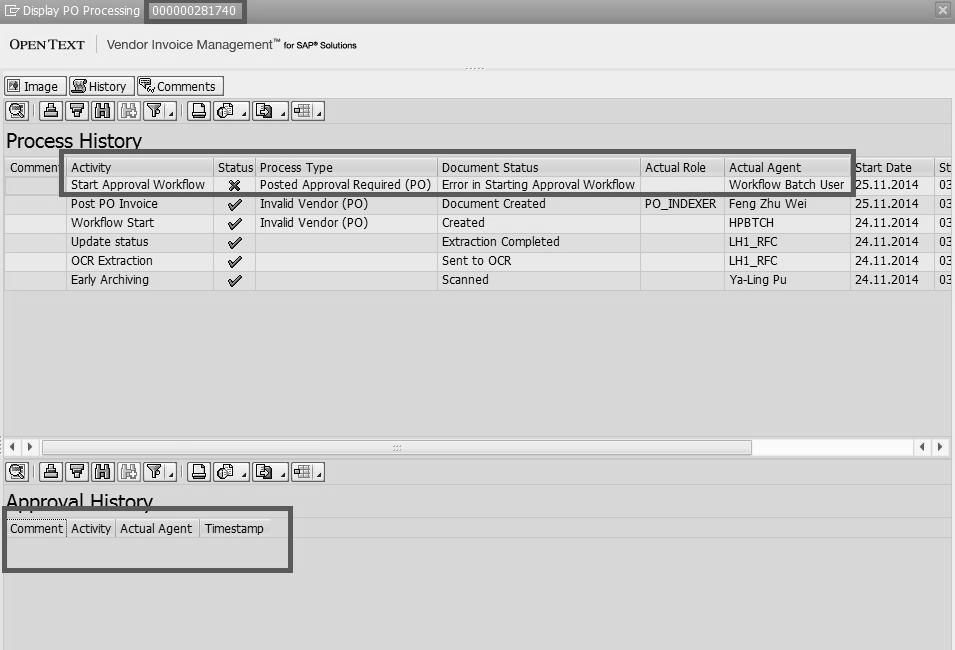 Display PO Processing 000000281740
OPEN TEXT Vendor Invoice Management™ for SAP® Solutions
Image History Comments
Process History
Commen Activity Status Process Type Document Status Actual Role Actual Agent Start Date St
Start Approval Workflow Posted Approval Required (PO) Error in Starting Approval Workflow Workflow Batch User 25.11.2014 03
Post PO Invoice Invalid Vendor (PO) Document Created PO_INDEXER Feng Zhu Wei 25.11.2014 03
Workflow Start Invalid Vendor (PO) Created HPBTCH 24.11.2014 03
Update status Extraction Completed LH1_RFC 24.11.2014 03
OCR Extraction Sent to OCR LH1_RFC 24.11.2014 03
Early Archiving Scanned Ya-Ling Pu 24.11.2014 03
Approval History
Comment Activity Actual Agent Timestamp